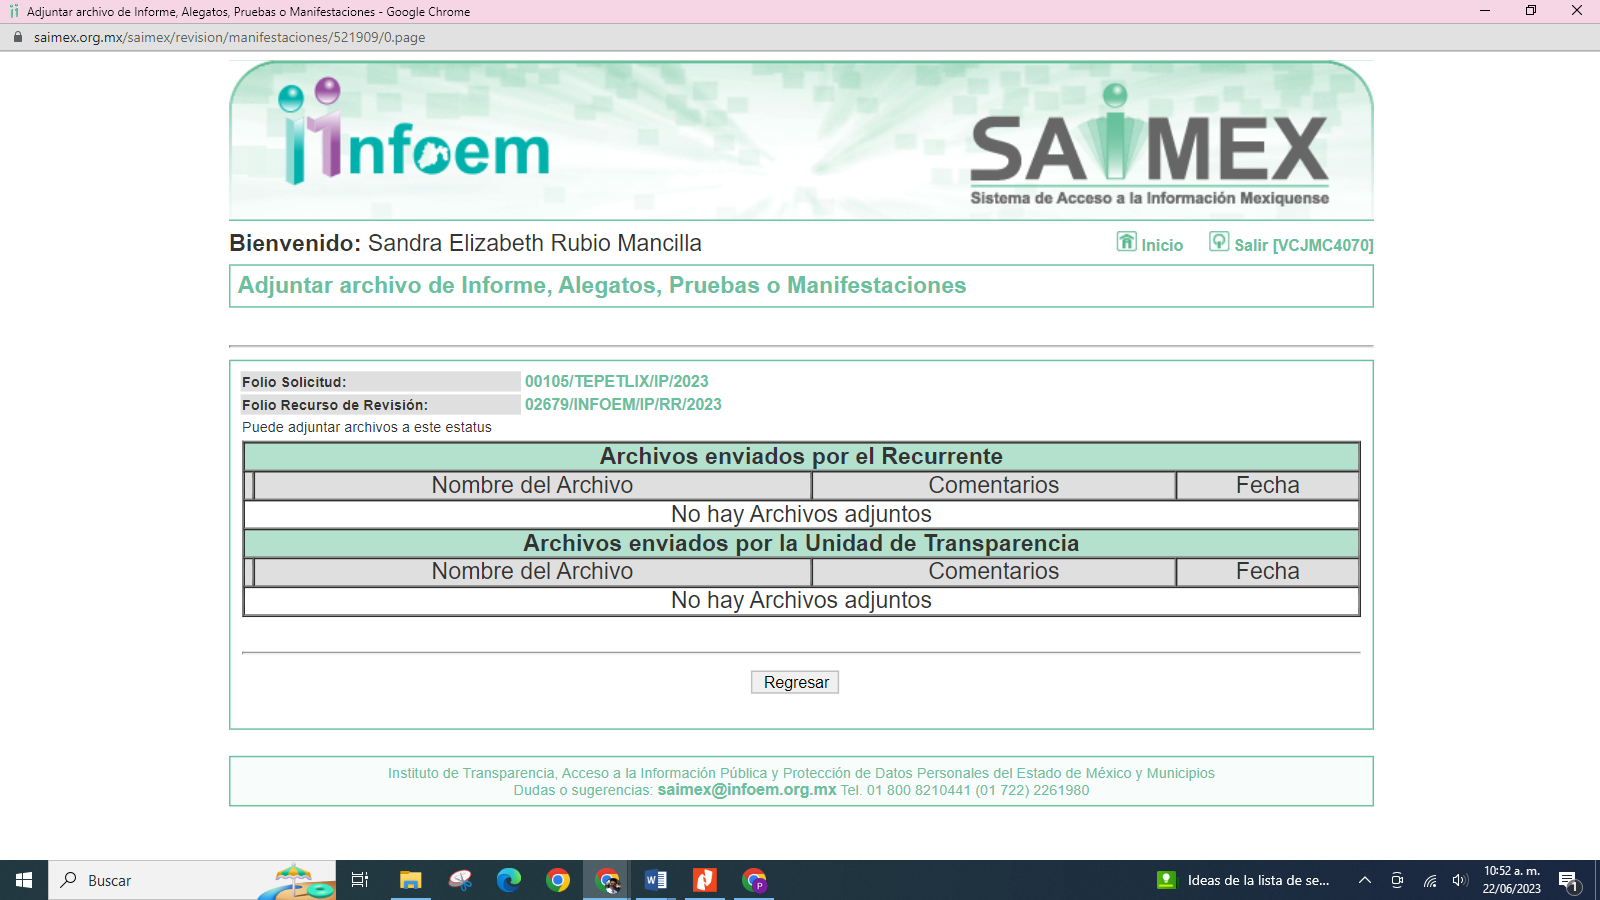 Adjuntar archivo de Informe, Alegatos, Pruebas o Manifestaciones - Google Chrome
saimex.org.mx/saimex/revision/manifestaciones/521909/0.page
infoem
SAIMEX
Sistema de Acceso a la Información Mexiquense
Bienvenido: Sandra Elizabeth Rubio Mancilla
Inicio
Salir [VCJMC4070]
Adjuntar archivo de Informe, Alegatos, Pruebas o Manifestaciones
Folio Solicitud: 00105/TEPETLIX/IP/2023
Folio Recurso de Revisión: 02679/INFOEM/IP/RR/2023
Puede adjuntar archivos a este estatus
Archivos enviados por el Recurrente
Nombre del Archivo Comentarios Fecha
No hay Archivos adjuntos
Archivos enviados por la Unidad de Transparencia
Nombre del Archivo Comentarios Fecha
No hay Archivos adjuntos
Regresar
Instituto de Transparencia, Acceso a la Información Pública y Protección de Datos Personales del Estado de México y Municipios
Dudas o sugerencias: saimex@infoem.org.mx Tel. 01 800 8210441 (01 722) 2261980
Buscar
Ideas de la lista de se...
10:52 a. m.
22/06/2023
1